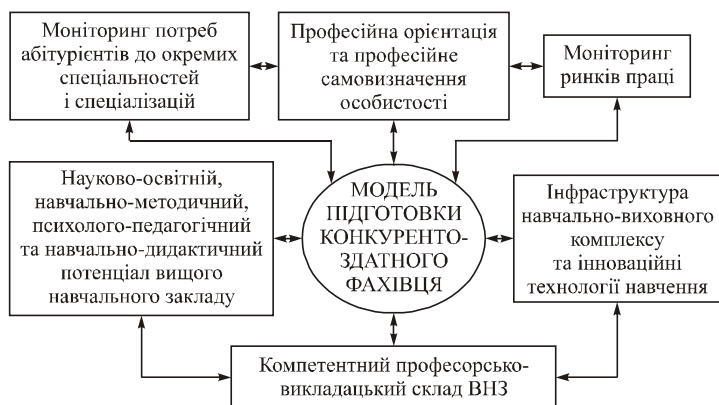 Моніторинг потреб
абітурієнтів до окремих
спеціальностей
і спеціалізацій
Професійна орієнтація
та професійне
самовизначення
особистості
Моніторинг
ринків праці
Науково-освітній,
навчально-методичний,
психолого-педагогічний
та навчально-дидактичний
потенціал вищого
навчального закладу
МОДЕЛЬ
ПІДГОТОВКИ
КОНКУРЕНТО-
ЗДАТНОГО
ФАХІВЦЯ
Інфраструктура
навчально-виховного
комплексу
та інноваційні
технології навчення
Компетентний професорсько-
викладацький склад ВНЗ